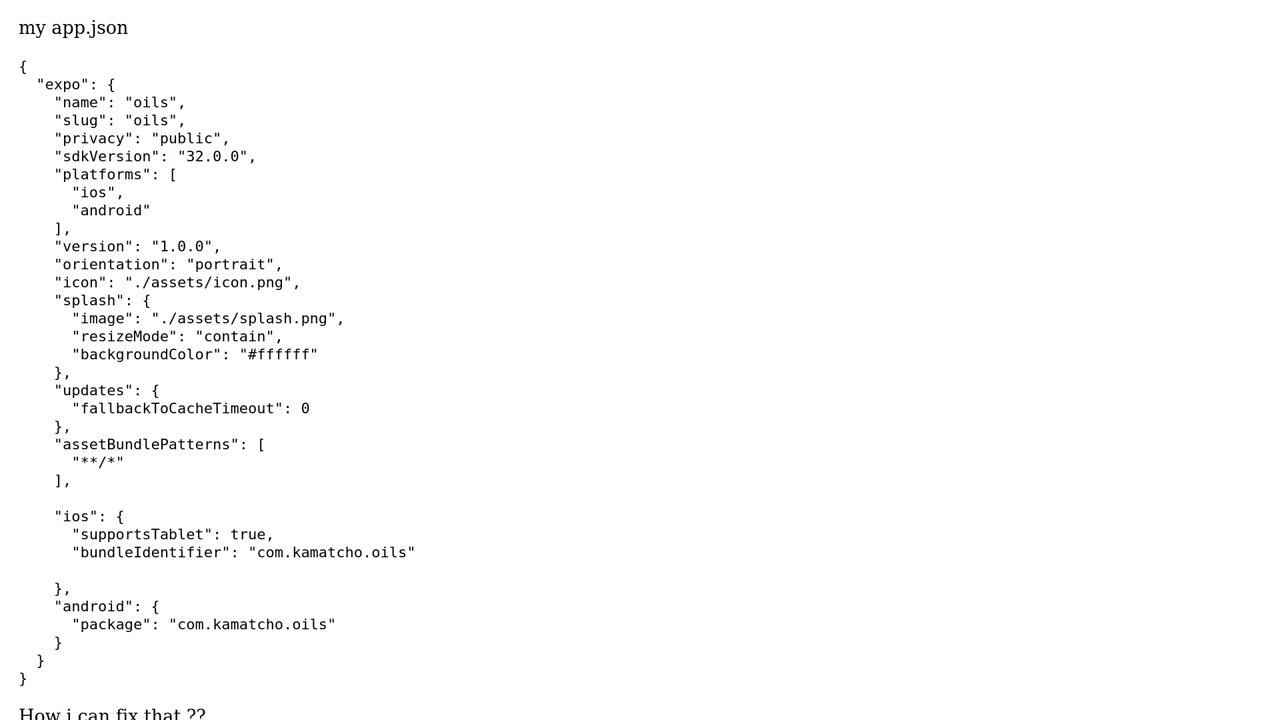 my app.json
{
  "expo": {
    "name": "oils",
    "slug": "oils",
    "privacy": "public",
    "sdkVersion": "32.0.0",
    "platforms": [
      "ios",
      "android"
    ],
    "version": "1.0.0",
    "orientation": "portrait",
    "icon": "./assets/icon.png",
    "splash": {
      "image": "./assets/splash.png",
      "resizeMode": "contain",
      "backgroundColor": "#ffffff"
    },
    "updates": {
      "fallbackToCacheTimeout": 0
    },
    "assetBundlePatterns": [
      "**/*"
    ],
    "ios": {
      "supportsTablet": true,
      "bundleIdentifier": "com.kamatcho.oils"
    },
    "android": {
      "package": "com.kamatcho.oils"
    }
  }
}
How i can fix that ??